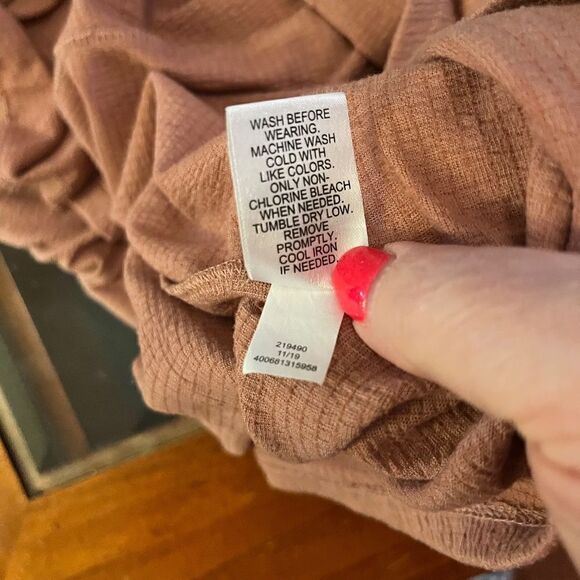 WASH BEFORE
WEARING.
MACHINE WASH
COLD WITH
LIKE COLORS.
ONLY NON-
CHLORINE BLEACH
WHEN NEEDED.
TUMBLE DRY LOW.
REMOVE
PROMPTLY.
COOL IRON
IF NEEDED.
219490
11/19
400681315958